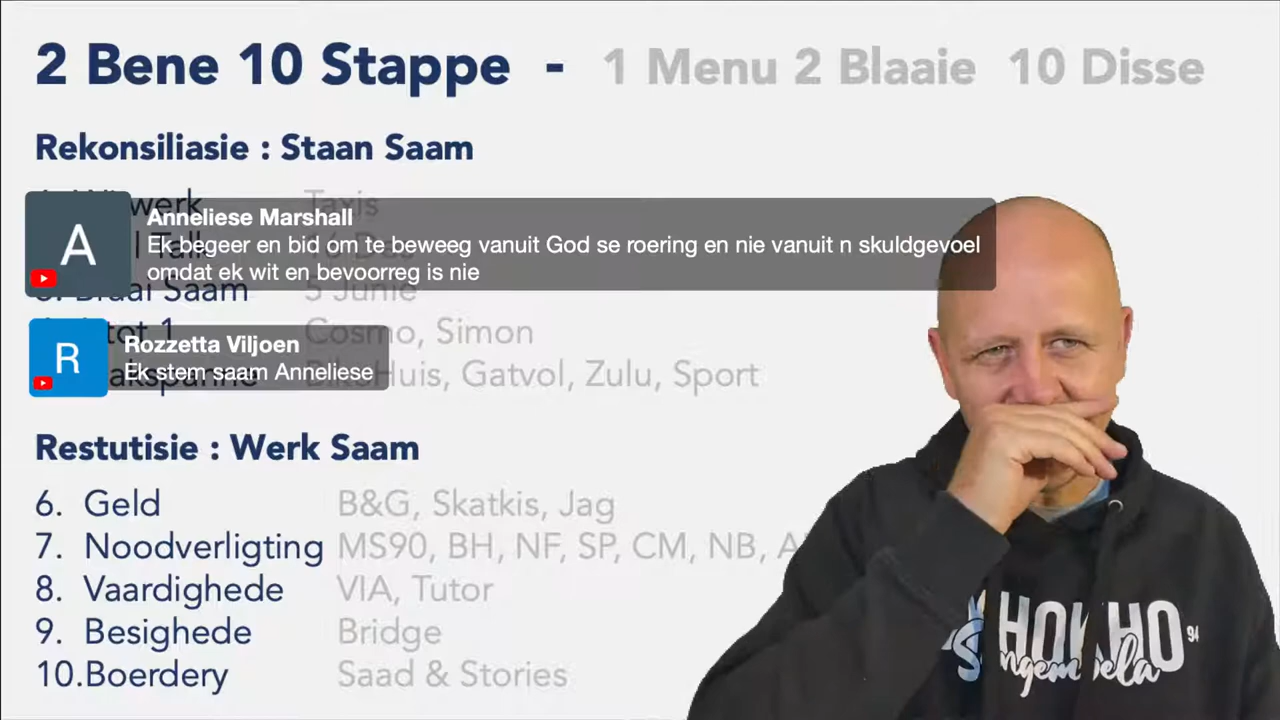 2 Bene 10 Stappe - 1 Menu 2 Blaaie 10 Disse
Rekonsiliasie : Staan Saam
Taxis
Anneliese Marshall
A
Ek begeer en bid om te beweeg vanuit God se roering en nie vanuit n skuldgevoel
omdat ek wit en bevoorreg is nie
Braai Saam 5 Junie
Cosmo, Simon
Rozzetta Viljoen
R
Ek stem saam Anneliese
Huis, Gatvol, Zulu, Sport
Restutisie : Werk Saam
6. Geld B&G, Skatkis, Jag
7. Noodverligting MS90, BH, NF, SP, CM, NB,
8. Vaardighede VIA, Tutor
9. Besighede Bridge
10.Boerdery Saad & Stories